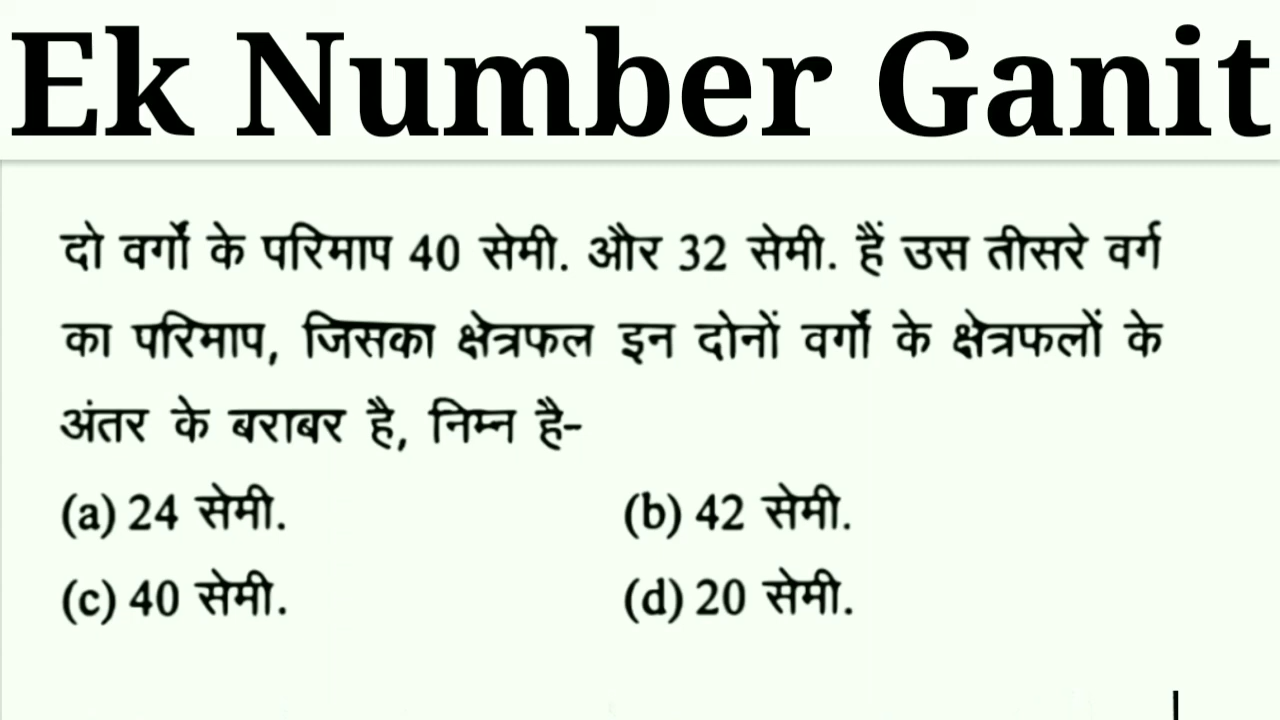 Ek Number Ganit
दो वर्गों के परिमाप 40 सेमी. और 32 सेमी. हैं उस तीसरे वर्ग
का परिमाप, जिसका क्षेत्रफल इन दोनों वर्गों के क्षेत्रफलों के
अंतर के बराबर है, निम्न है-
(a) 24 सेमी. (b) 42 सेमी.
(c) 40 सेमी. (d) 20 सेमी.